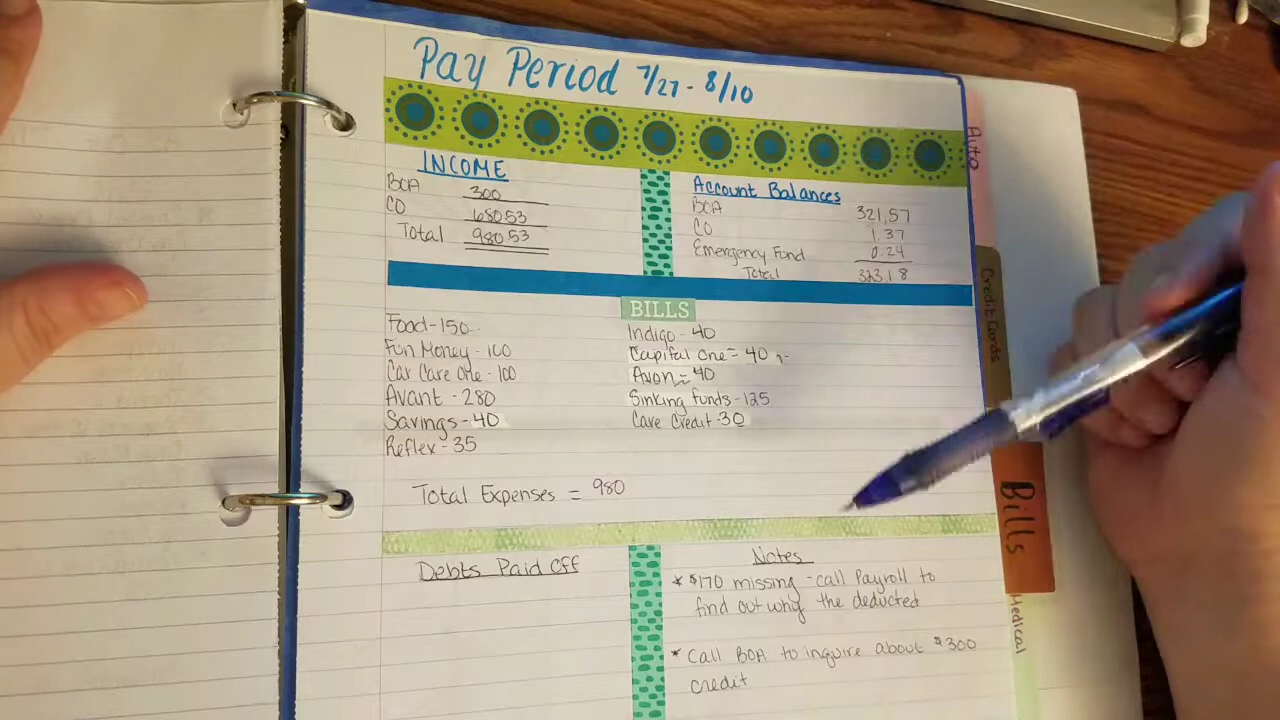 Pay Period 7/27 - 8/10
INCOME
BOA 300
CO 680.53
Total 980.53
Account Balances
BOA 321.57
CO 1.37
Emergency Fund 0.24
Total 323.18
BILLS
Food - 150
Fun Money - 100
Car Care One - 100
Avant - 280
Savings - 40
Reflex - 35
Indigo - 40
Capital One = 40
Avon - 40
Sinking funds - 125
Care Credit - 30
Total Expenses = 980
Debts Paid Off
Notes
* $170 missing - call Payroll to
find out why the deducted
* Call BOA to inquire about $300
credit
Auto
Credit Cards
Bills
Medical